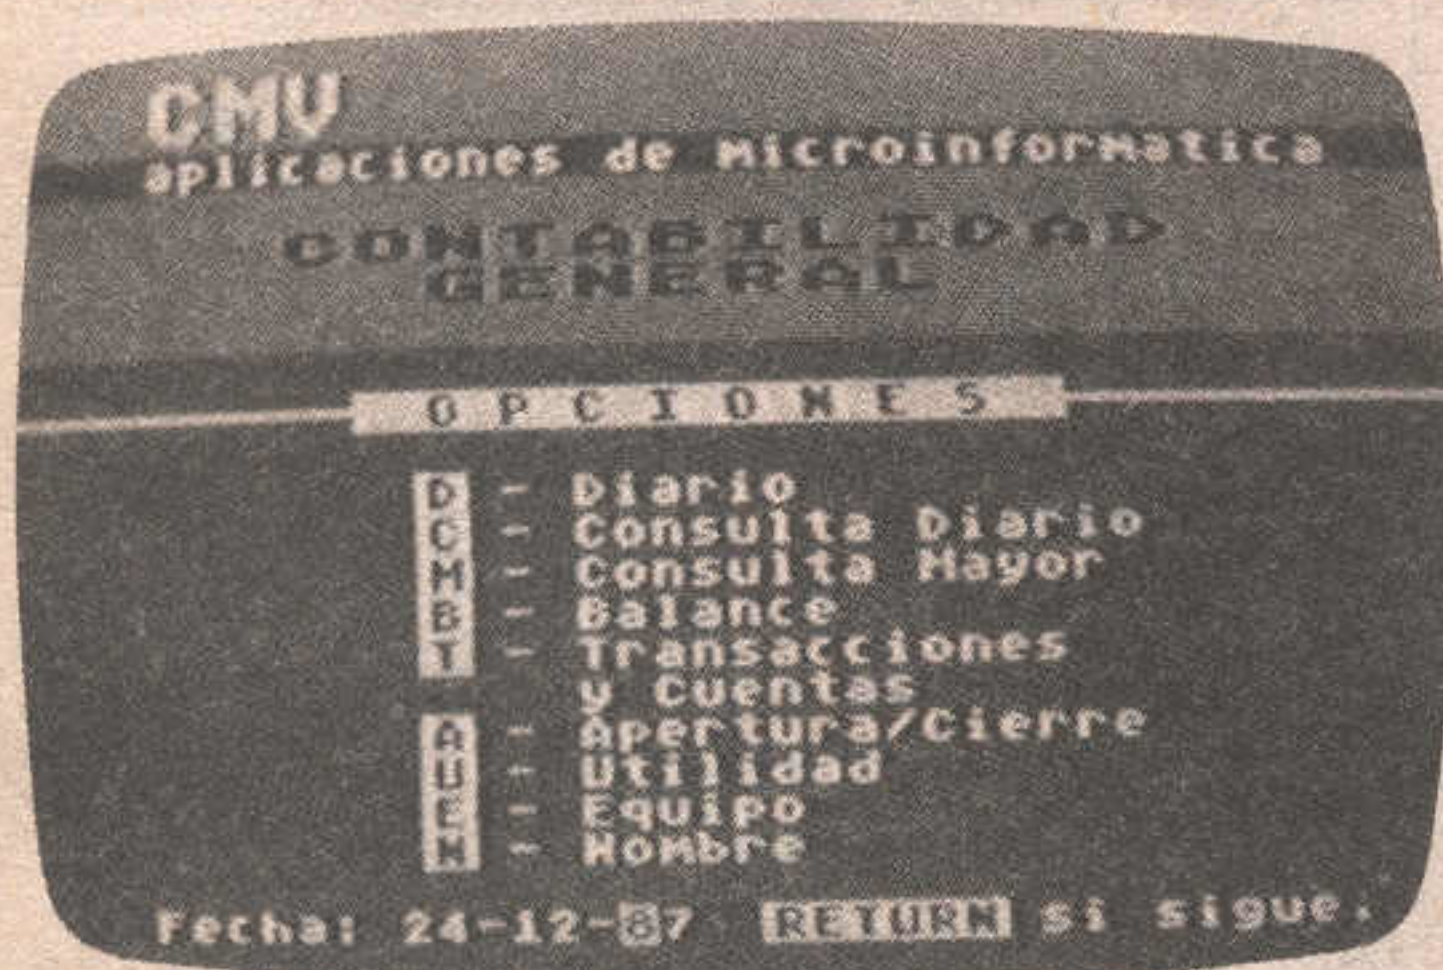 CMV
aplicaciones de Microinformatica
CONTABILIDAD
GENERAL
OPCIONES
D - Diario
C - Consulta Diario
M - Consulta Mayor
B - Balance
T - Transacciones
y Cuentas
A - Apertura/Cierre
U - Utilidad
E - Equipo
N - Nombre
Fecha: 24-12-87 RETURN si sigue.